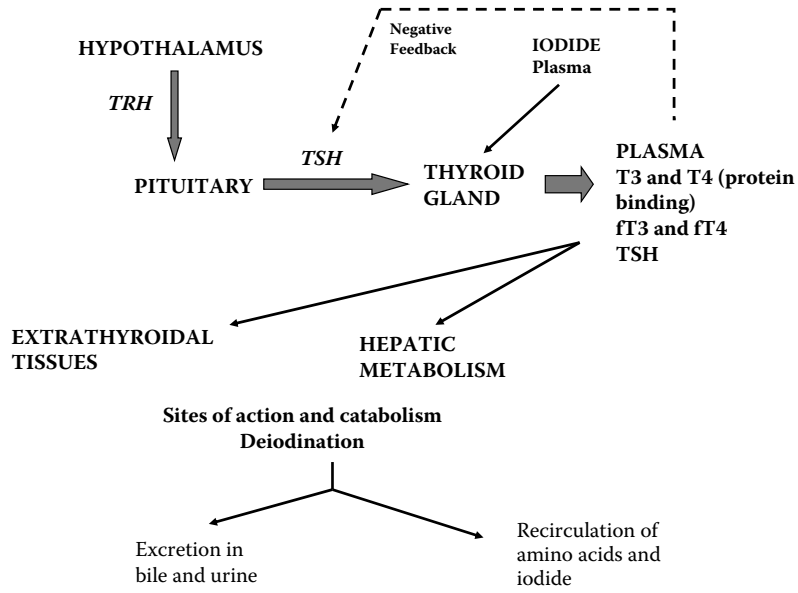 Negative
Feedback
HYPOTHALAMUS
IODIDE
Plasma
TRH
TSH
PITUITARY
THYROID
GLAND
PLASMA
T3 and T4 (protein
binding)
fT3 and fT4
TSH
EXTRATHYROIDAL
TISSUES
HEPATIC
METABOLISM
Sites of action and catabolism
Deiodination
Excretion in
bile and urine
Recirculation of
amino acids and
iodide